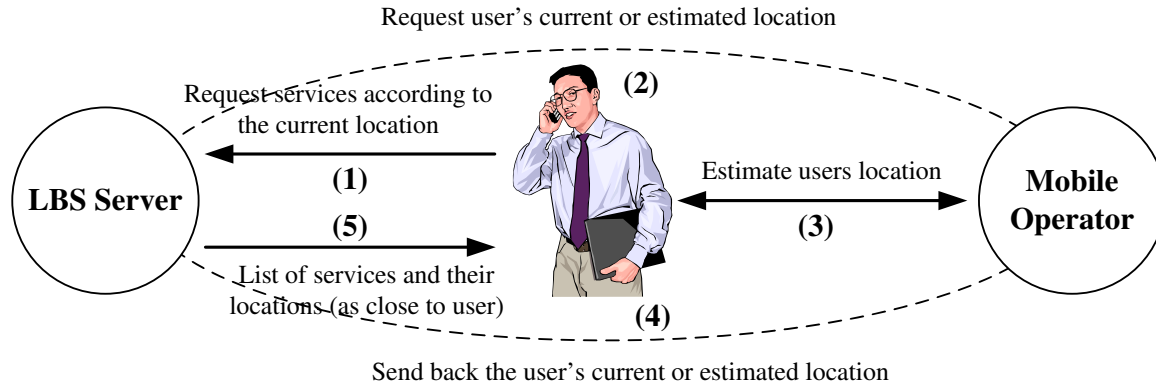 Request user's current or estimated location
(2)
Request services according to
the current location
(1)
LBS Server
(5)
List of services and their
locations (as close to user)
Estimate users location
(3)
Mobile
Operator
(4)
Send back the user's current or estimated location